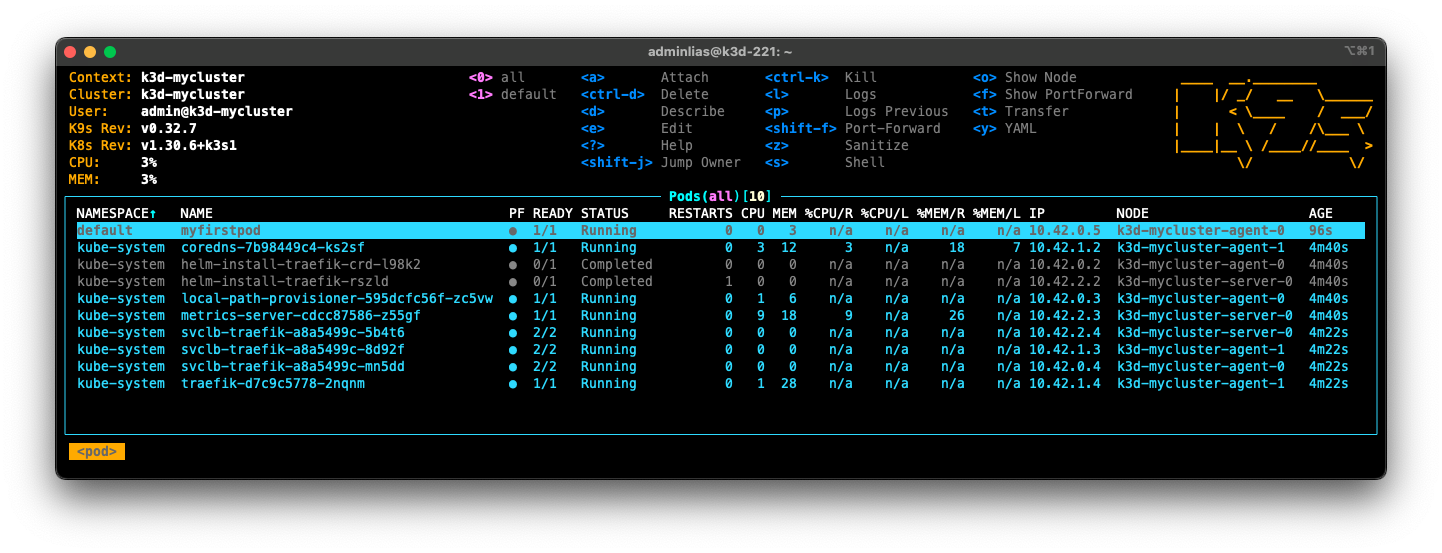 adminlias@k3d-221: ~ ⌥⌘1
Context: k3d-mycluster <0> all <a> Attach <ctrl-k> Kill <o> Show Node
Cluster: k3d-mycluster <1> default <ctrl-d> Delete <l> Logs <f> Show PortForward
User: admin@k3d-mycluster <d> Describe <p> Logs Previous <t> Transfer
K9s Rev: v0.32.7 <e> Edit <shift-f> Port-Forward <y> YAML
K8s Rev: v1.30.6+k3s1 <?> Help <z> Sanitize
CPU: 3% <shift-j> Jump Owner <s> Shell
MEM: 3%
K9s
Pods(all)[10]
NAMESPACE↑ NAME PF READY STATUS RESTARTS CPU MEM %CPU/R %CPU/L %MEM/R %MEM/L IP NODE AGE
default myfirstpod ● 1/1 Running 0 0 3 n/a n/a n/a n/a 10.42.0.5 k3d-mycluster-agent-0 96s
kube-system coredns-7b98449c4-ks2sf ● 1/1 Running 0 3 12 3 n/a 18 7 10.42.1.2 k3d-mycluster-agent-1 4m40s
kube-system helm-install-traefik-crd-l98k2 ● 0/1 Completed 0 0 0 n/a n/a n/a n/a 10.42.0.2 k3d-mycluster-agent-0 4m40s
kube-system helm-install-traefik-rszld ● 0/1 Completed 1 0 0 n/a n/a n/a n/a 10.42.2.2 k3d-mycluster-server-0 4m40s
kube-system local-path-provisioner-595dcfc56f-zc5vw ● 1/1 Running 0 1 6 n/a n/a n/a n/a 10.42.0.3 k3d-mycluster-agent-0 4m40s
kube-system metrics-server-cdcc87586-z55gf ● 1/1 Running 0 9 18 9 n/a 26 n/a 10.42.2.3 k3d-mycluster-server-0 4m40s
kube-system svclb-traefik-a8a5499c-5b4t6 ● 2/2 Running 0 0 0 n/a n/a n/a n/a 10.42.2.4 k3d-mycluster-server-0 4m22s
kube-system svclb-traefik-a8a5499c-8d92f ● 2/2 Running 0 0 0 n/a n/a n/a n/a 10.42.1.3 k3d-mycluster-agent-1 4m22s
kube-system svclb-traefik-a8a5499c-mn5dd ● 2/2 Running 0 0 0 n/a n/a n/a n/a 10.42.0.4 k3d-mycluster-agent-0 4m22s
kube-system traefik-d7c9c5778-2nqnm ● 1/1 Running 0 1 28 n/a n/a n/a n/a 10.42.1.4 k3d-mycluster-agent-1 4m22s
<pod>